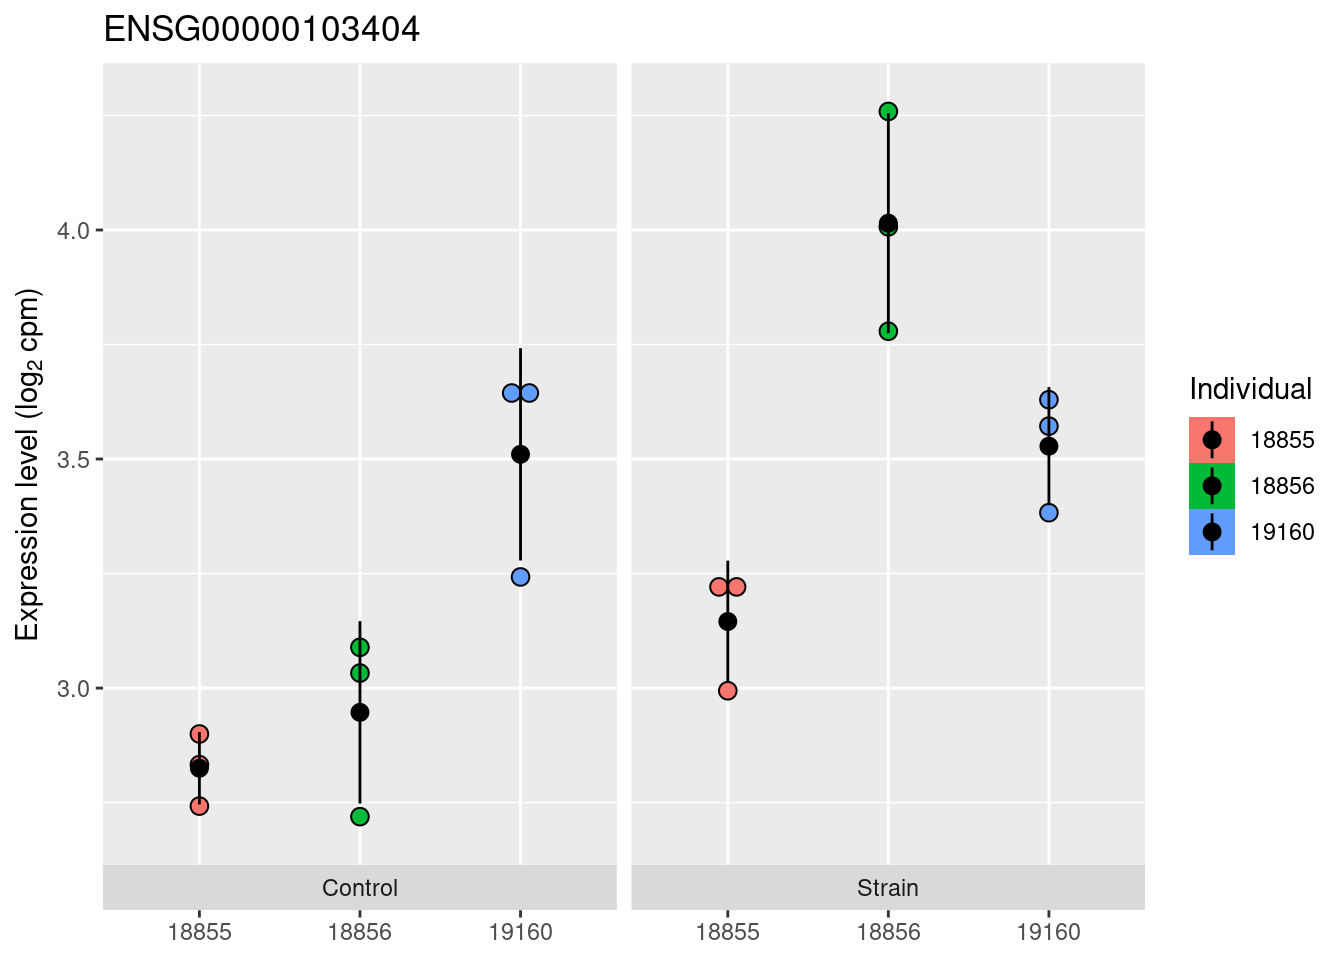 ENSG00000103404
Expression level (log₂ cpm)
4.0
3.5
3.0
Control
Strain
18855
18856
19160
18855
18856
19160
Individual
18855
18856
19160